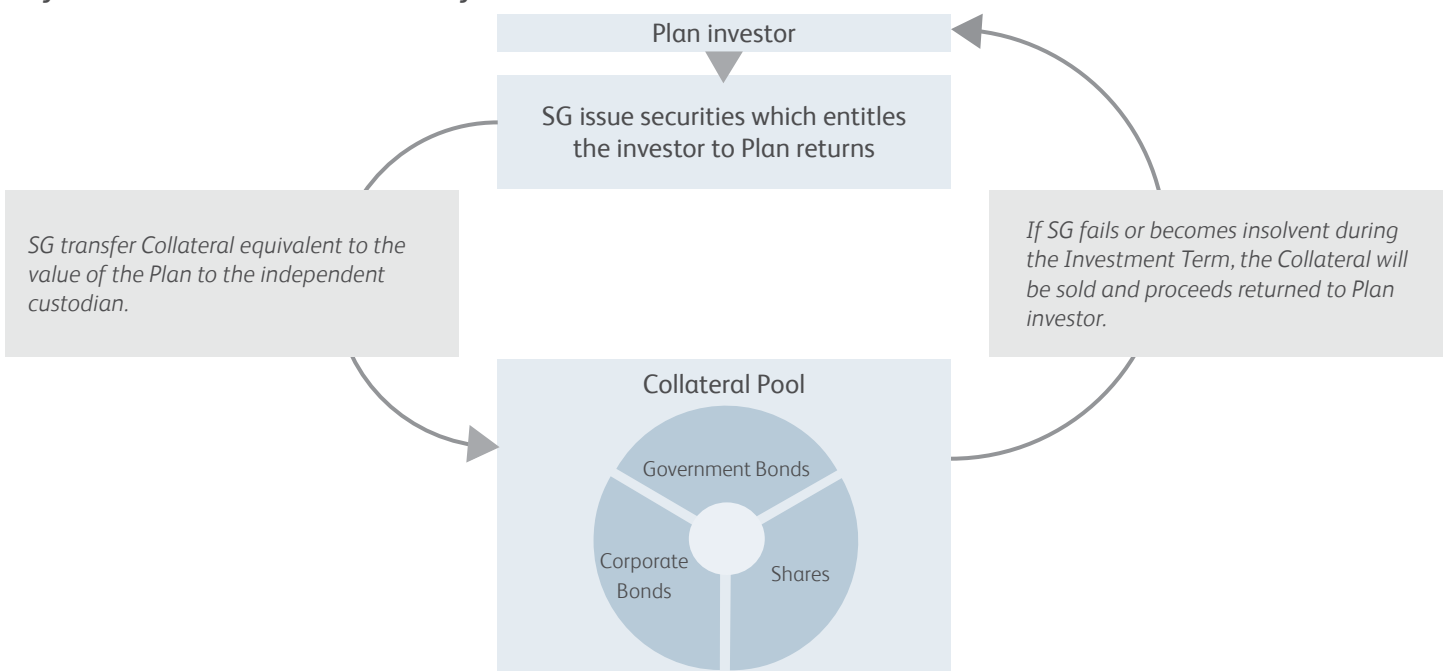 Plan investor
SG issue securities which entitles
the investor to Plan returns
SG transfer Collateral equivalent to the
value of the Plan to the independent
custodian.
If SG fails or becomes insolvent during
the Investment Term, the Collateral will
be sold and proceeds returned to Plan
investor.
Collateral Pool
Government Bonds
Corporate
Bonds
Shares